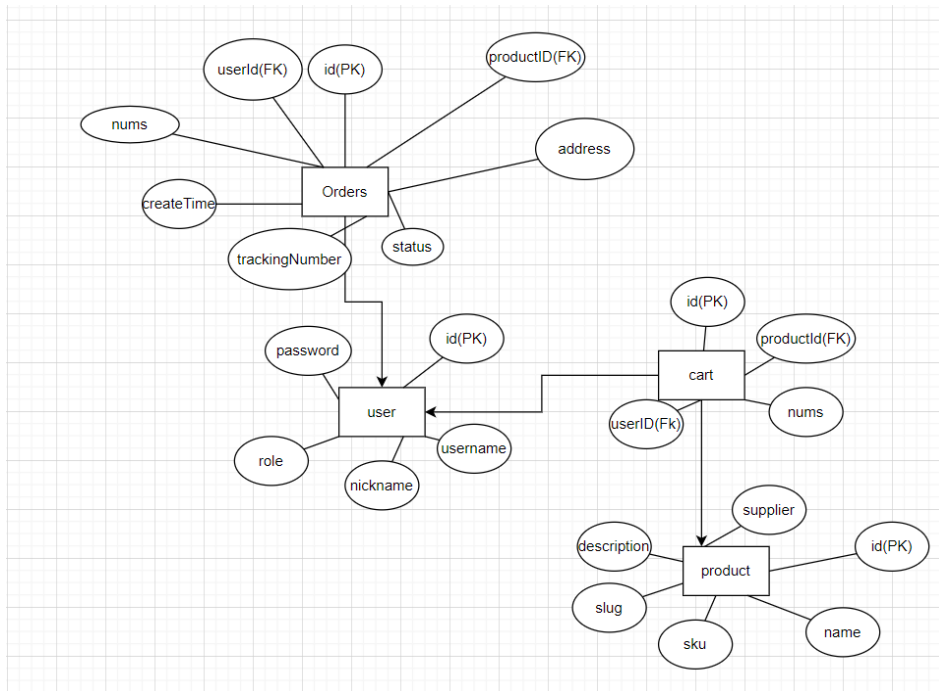 userId(FK)
id(PK)
productID(FK)
nums
address
Orders
createTime
trackingNumber
status
id(PK)
password
id(PK)
productId(FK)
cart
user
userID(Fk)
nums
username
role
nickname
supplier
description
id(PK)
product
slug
sku
name